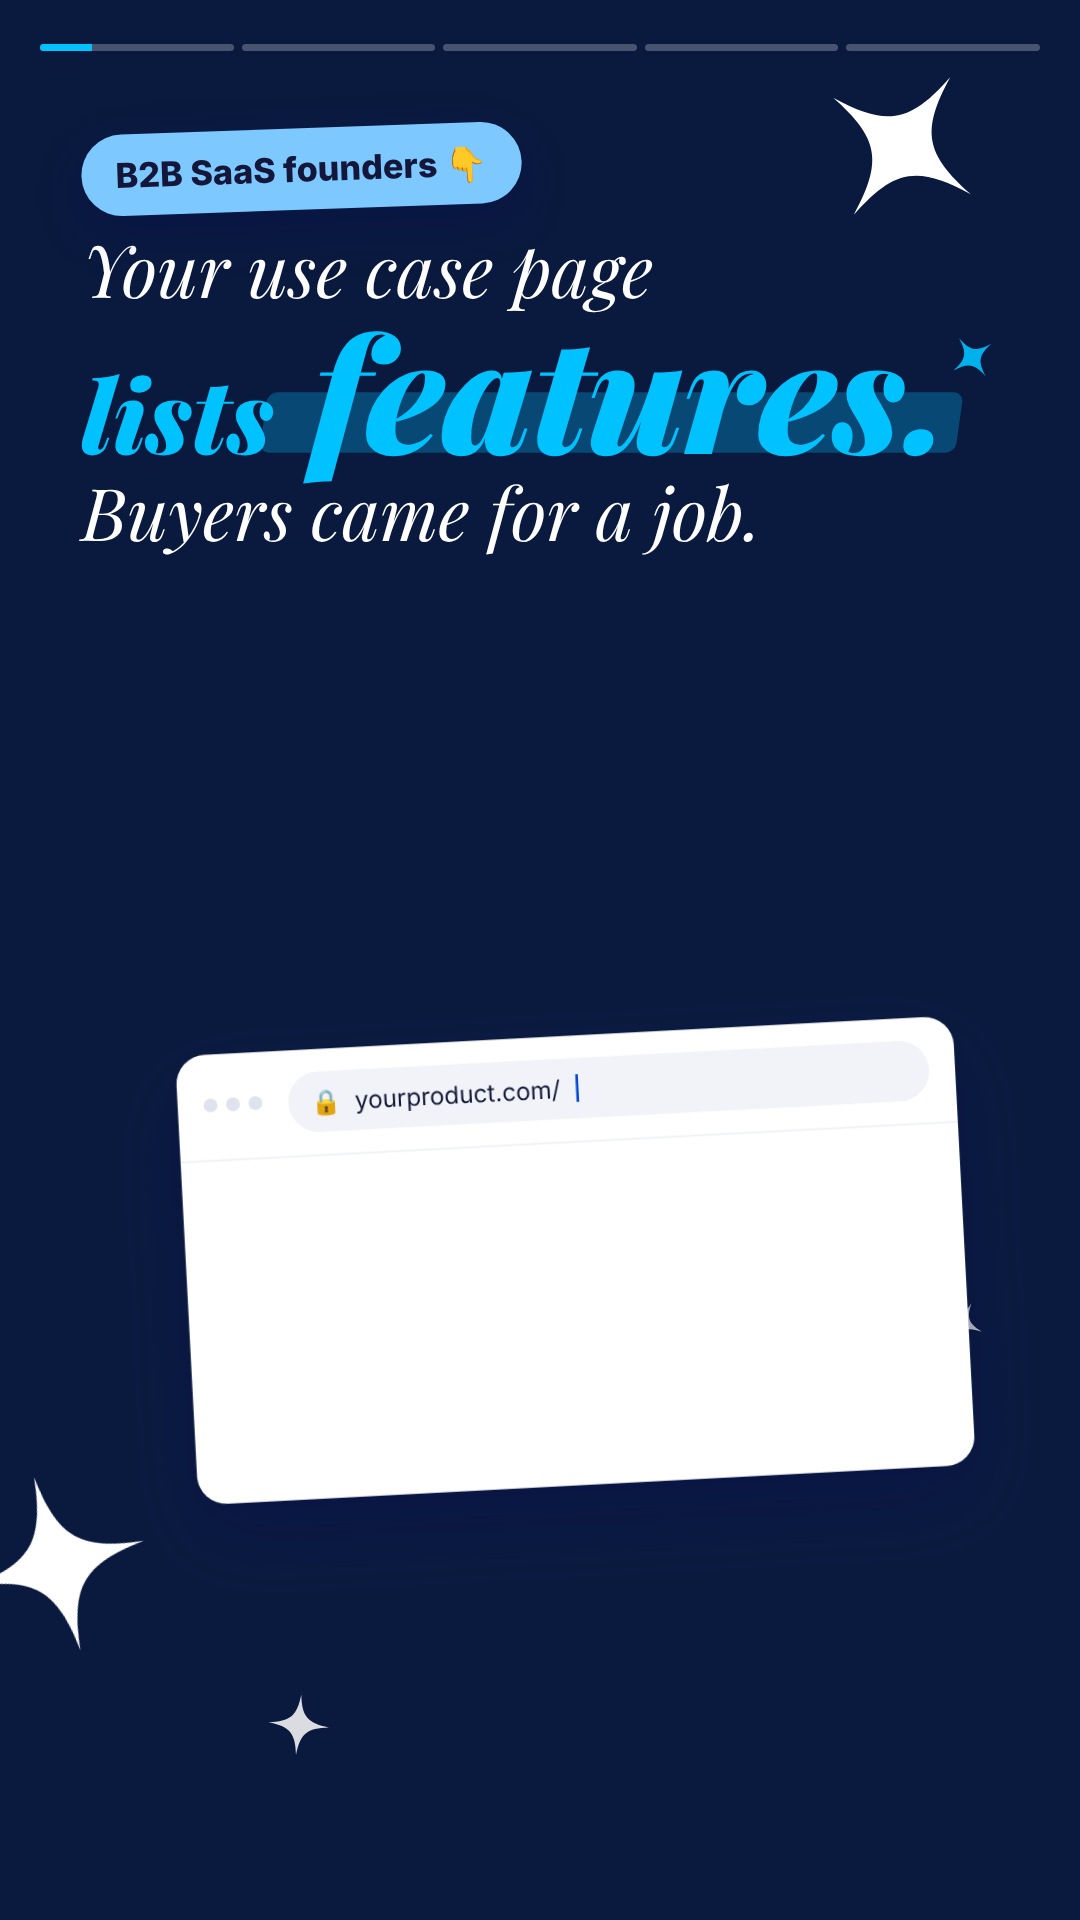 B2B SaaS founders 👇
Your use case page
lists features.
Buyers came for a job.
🔒 yourproduct.com/